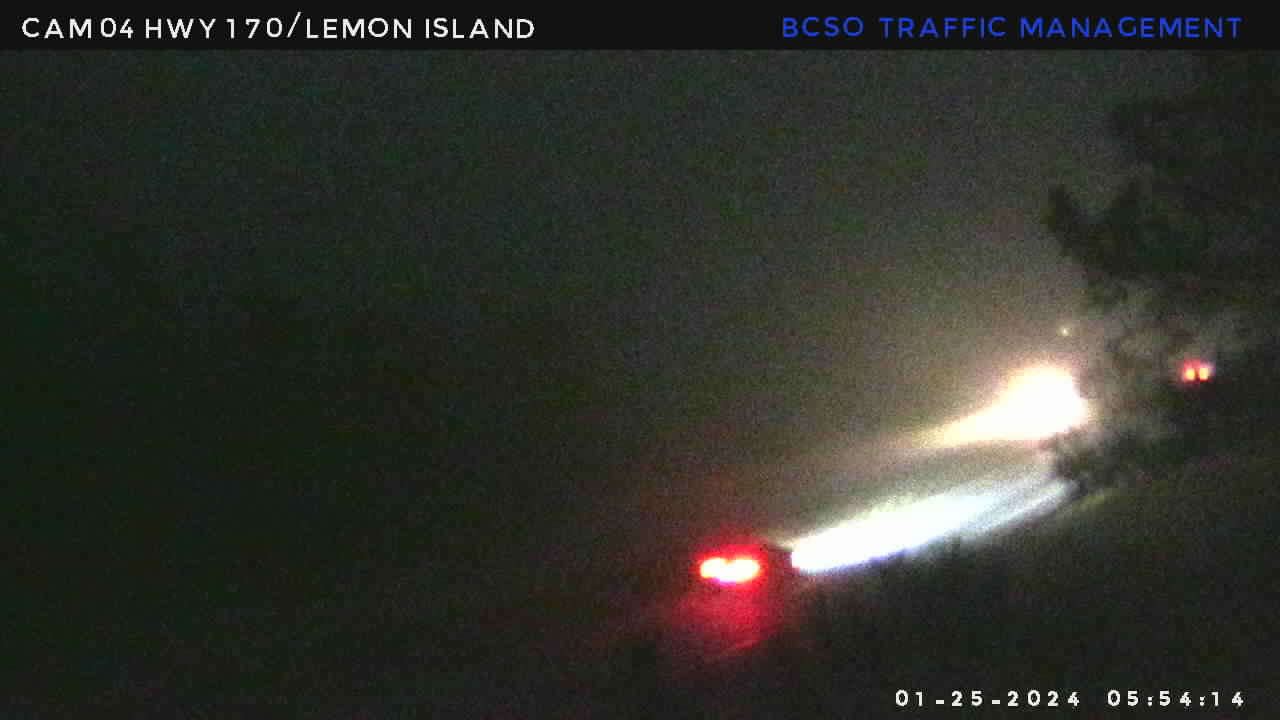 CAM04 HWY 170/LEMON ISLAND
BCSO TRAFFIC MANAGEMENT
01-25-2024 05:54:14